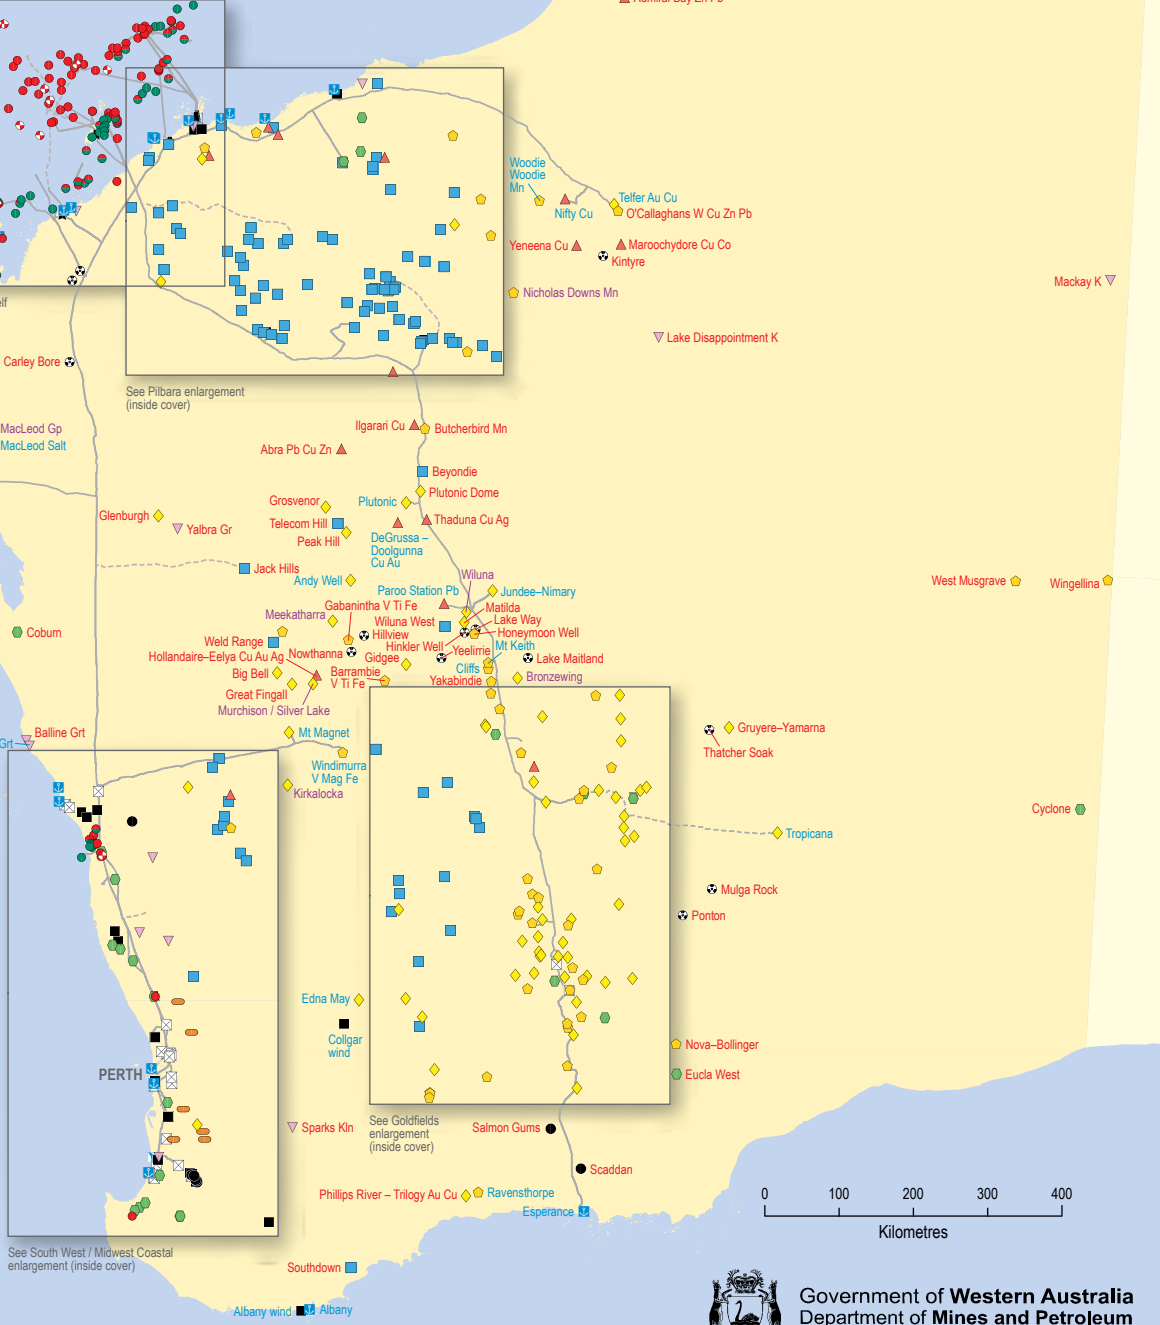 Admiral Bay Zn Pb
Woodie
Woodie
Mn
Telfer Au Cu
Nifty Cu
O'Callaghans W Cu Zn Pb
Yeneena Cu
Maroochydore Cu Co
Kintyre
Mackay K
Nicholas Downs Mn
elf
Lake Disappointment K
Carley Bore
See Pilbara enlargement
(inside cover)
MacLeod Gp
MacLeod Salt
Ilgarari Cu
Butcherbird Mn
Abra Pb Cu Zn
Beyondie
Plutonic Dome
Grosvenor
Plutonic
Glenburgh
Yalbra Gr
Telecom Hill
Thaduna Cu Ag
Peak Hill
DeGrussa –
Doolgunna
Cu Au
Jack Hills
Andy Well
Wiluna
Paroo Station Pb
Jundee–Nimary
West Musgrave
Wingellina
Gabanintha V Ti Fe
Matilda
Meekatharra
Wiluna West
Lake Way
Coburn
Hillview
Honeymoon Well
Weld Range
Hinkler Well
Mt Keith
Hollandaire–Eelya Cu Au Ag
Nowthanna
Yeelirrie
Gidgee
Lake Maitland
Big Bell
Barrambie
V Ti Fe
Cliffs
Bronzewing
Yakabindie
Great Fingall
Murchison / Silver Lake
Balline Grt
Grt
Mt Magnet
Gruyere–Yamarna
Thatcher Soak
Windimurra
V Mag Fe
Kirkalocka
Cyclone
Tropicana
Mulga Rock
Ponton
Edna May
Collgar
wind
Nova–Bollinger
PERTH
Eucla West
See Goldfields
enlargement
(inside cover)
Sparks Kln
Salmon Gums
Scaddan
Phillips River – Trilogy Au Cu
Ravensthorpe
Esperance
0 100 200 300 400
Kilometres
See South West / Midwest Coastal
enlargement (inside cover)
Southdown
Albany wind
Albany
Government of Western Australia
Department of Mines and Petroleum